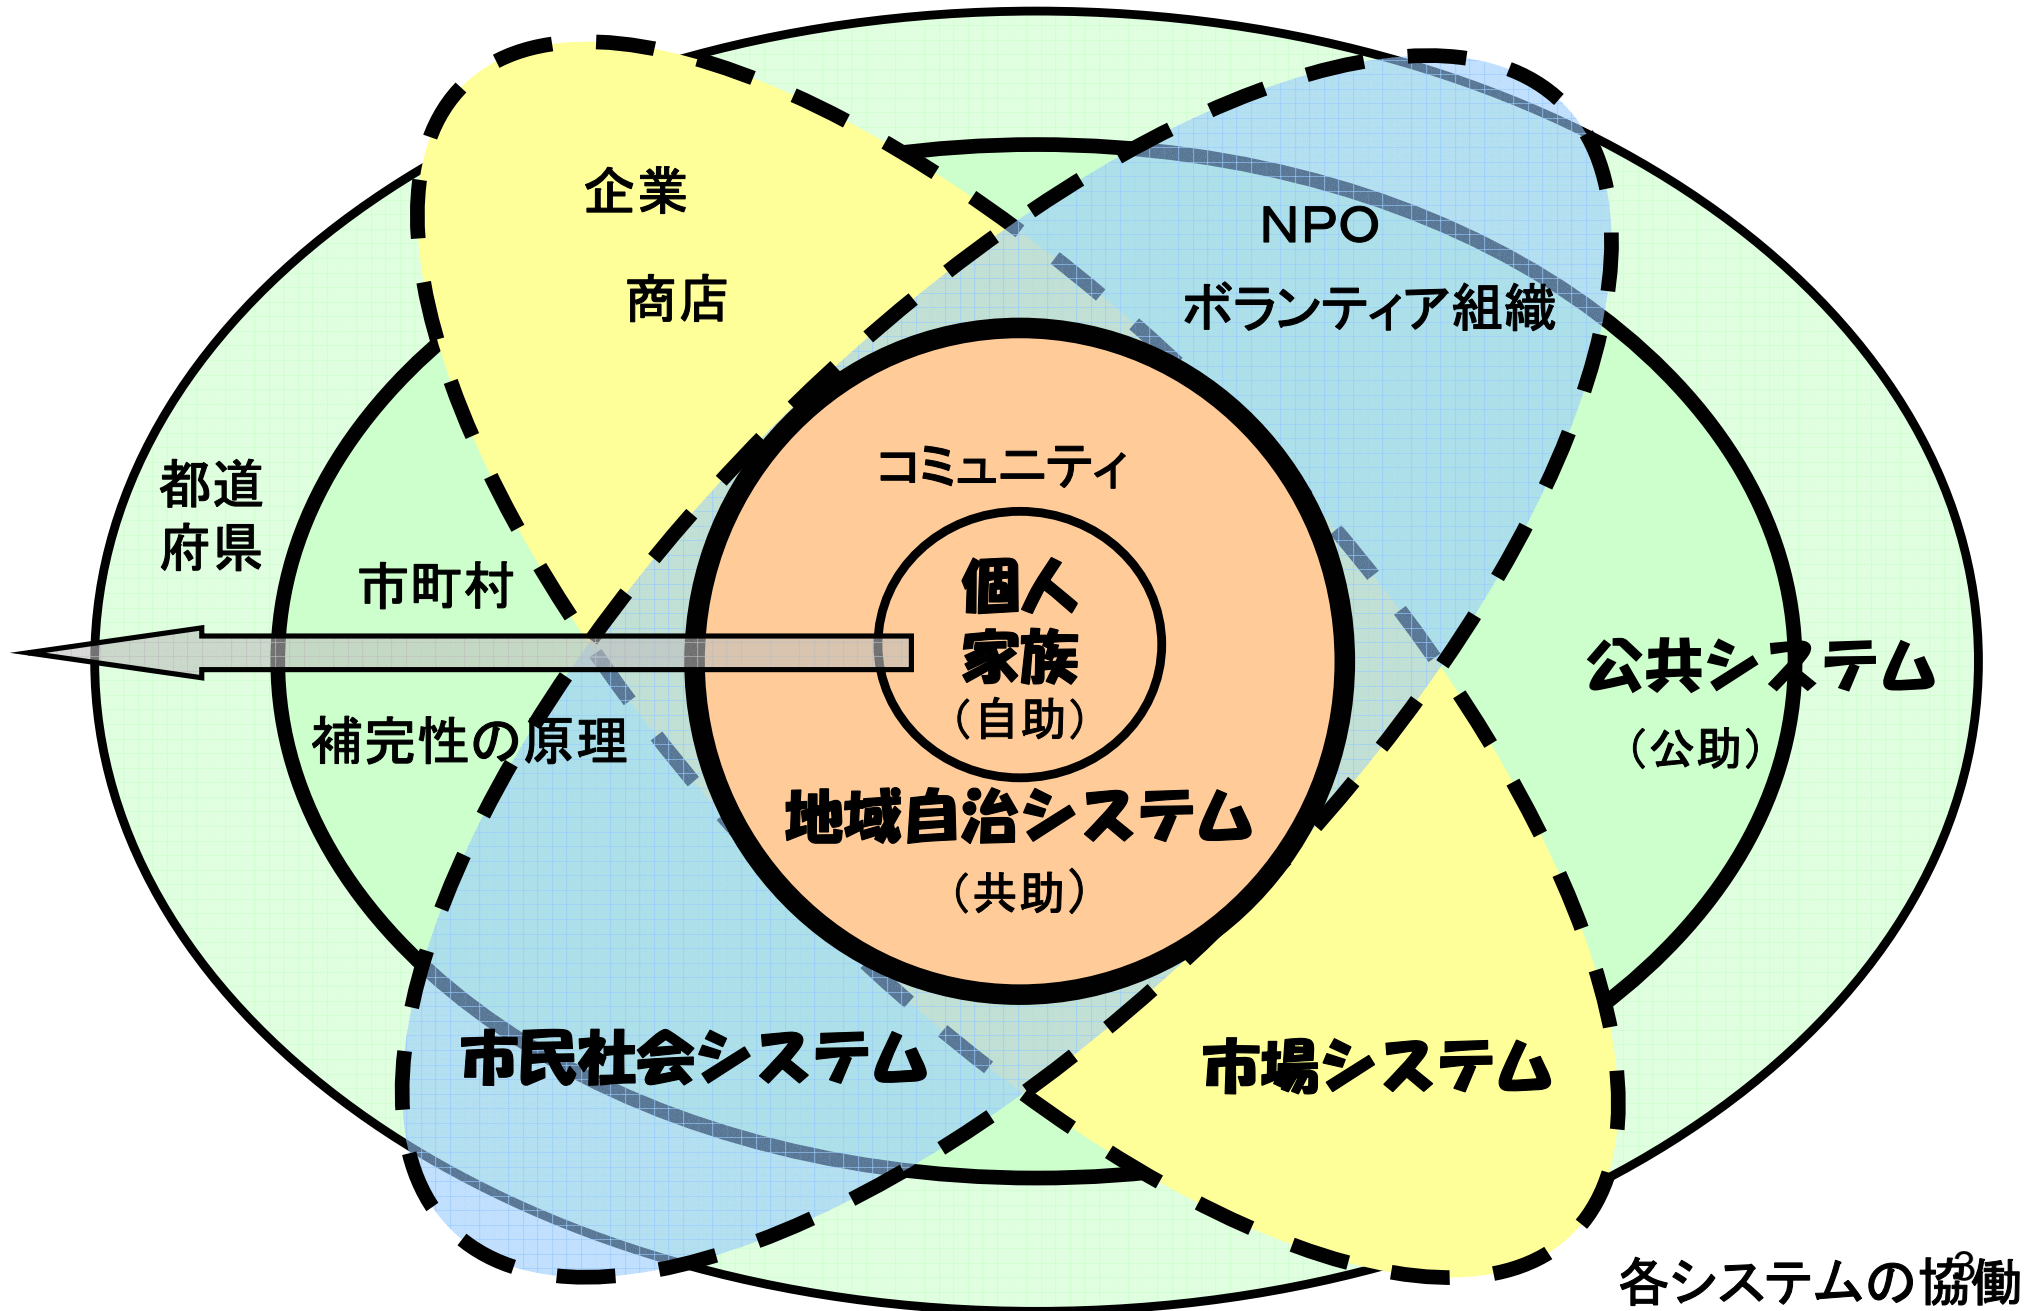 企業
商店
ＮＰＯ
ボランティア組織
コミュニティ
都道
府県
市町村
個人
家族
（自助）
公共システム
（公助）
補完性の原理
地域自治システム
（共助）
市民社会システム
市場システム
各システムの協働
3